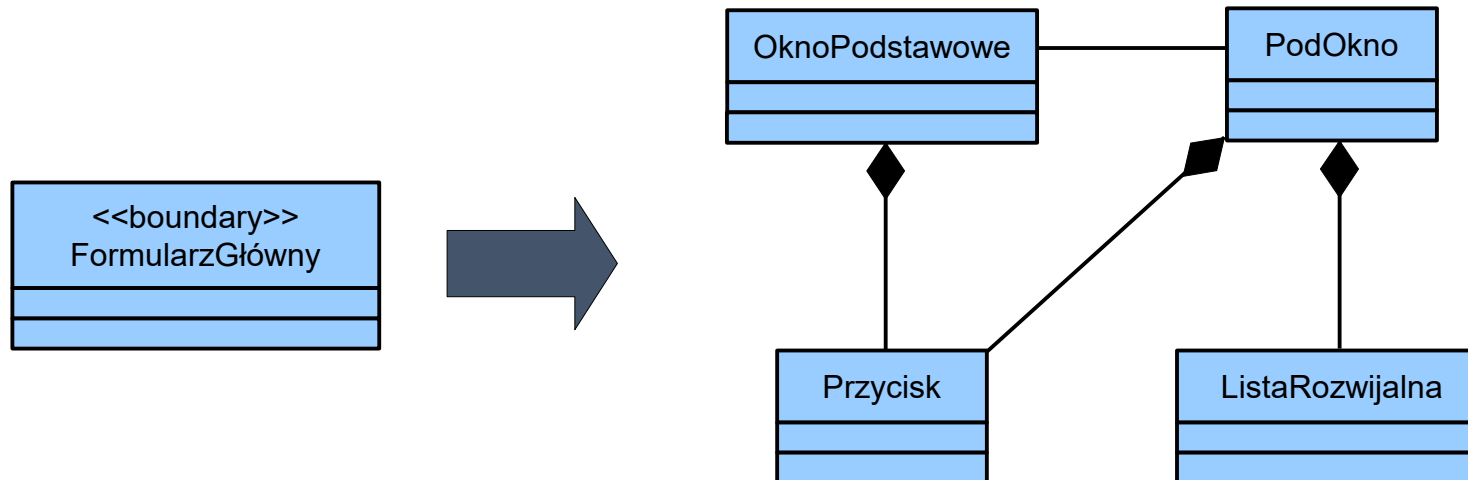 OknoPodstawowe
PodOkno
<<boundary>>
FormularzGłówny
Przycisk
ListaRozwijalna